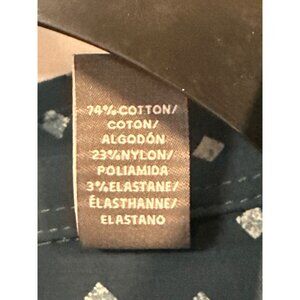 74% COTTON/
COTON/
ALGODÓN
23% NYLON/
POLIAMIDA
3% ELASTANE/
ÉLASTHANNE/
ELASTANO